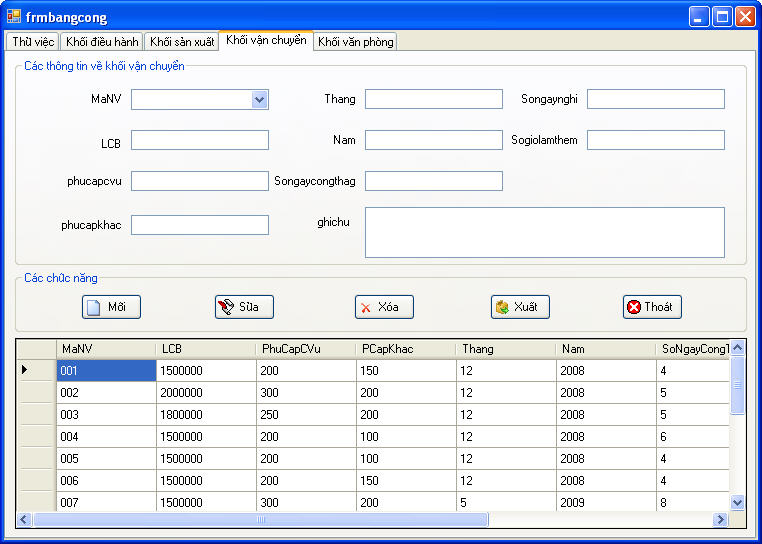 frmbangcong
Thử việc Khối điều hành Khối sản xuất Khối vận chuyển Khối văn phòng
Các thông tin về khối vận chuyển
MaNV Thang Songaynghi
LCB Nam Sogiolamthem
phucapcvu Songaycongthag
phucapkhac ghichu
Các chức năng
Mới Sửa Xóa Xuất Thoát
MaNV LCB PhuCapCVu PCapKhac Thang Nam SoNgayCongT
001 1500000 200 150 12 2008 4
002 2000000 300 200 12 2008 5
003 1800000 250 200 12 2008 5
004 1500000 200 100 12 2008 6
005 1500000 200 100 12 2008 4
006 1500000 200 150 12 2008 4
007 1500000 300 200 5 2009 8